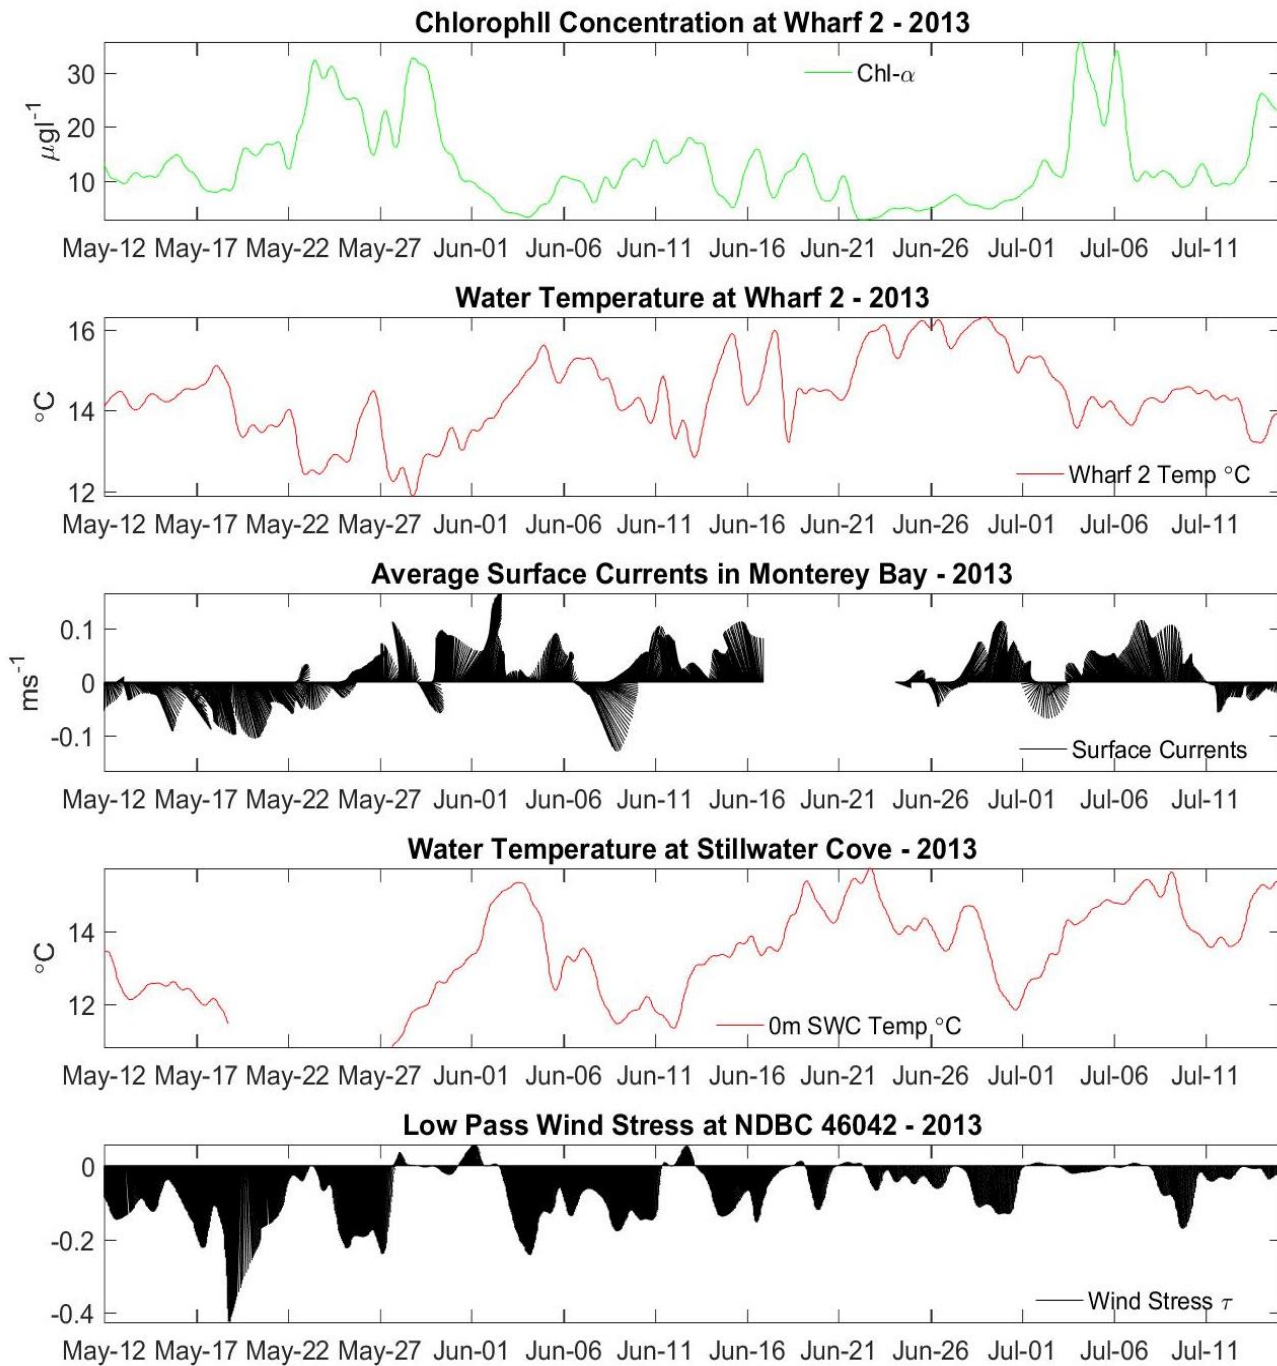 Chlorophll Concentration at Wharf 2 - 2013
30
20
10
µgl⁻¹
Chl-α
May-12 May-17 May-22 May-27 Jun-01 Jun-06 Jun-11 Jun-16 Jun-21 Jun-26 Jul-01 Jul-06 Jul-11
Water Temperature at Wharf 2 - 2013
16
14
12
°C
Wharf 2 Temp °C
May-12 May-17 May-22 May-27 Jun-01 Jun-06 Jun-11 Jun-16 Jun-21 Jun-26 Jul-01 Jul-06 Jul-11
Average Surface Currents in Monterey Bay - 2013
0.1
0
-0.1
ms⁻¹
Surface Currents
May-12 May-17 May-22 May-27 Jun-01 Jun-06 Jun-11 Jun-16 Jun-21 Jun-26 Jul-01 Jul-06 Jul-11
Water Temperature at Stillwater Cove - 2013
14
12
°C
0m SWC Temp °C
May-12 May-17 May-22 May-27 Jun-01 Jun-06 Jun-11 Jun-16 Jun-21 Jun-26 Jul-01 Jul-06 Jul-11
Low Pass Wind Stress at NDBC 46042 - 2013
0
-0.2
-0.4
Wind Stress τ
May-12 May-17 May-22 May-27 Jun-01 Jun-06 Jun-11 Jun-16 Jun-21 Jun-26 Jul-01 Jul-06 Jul-11